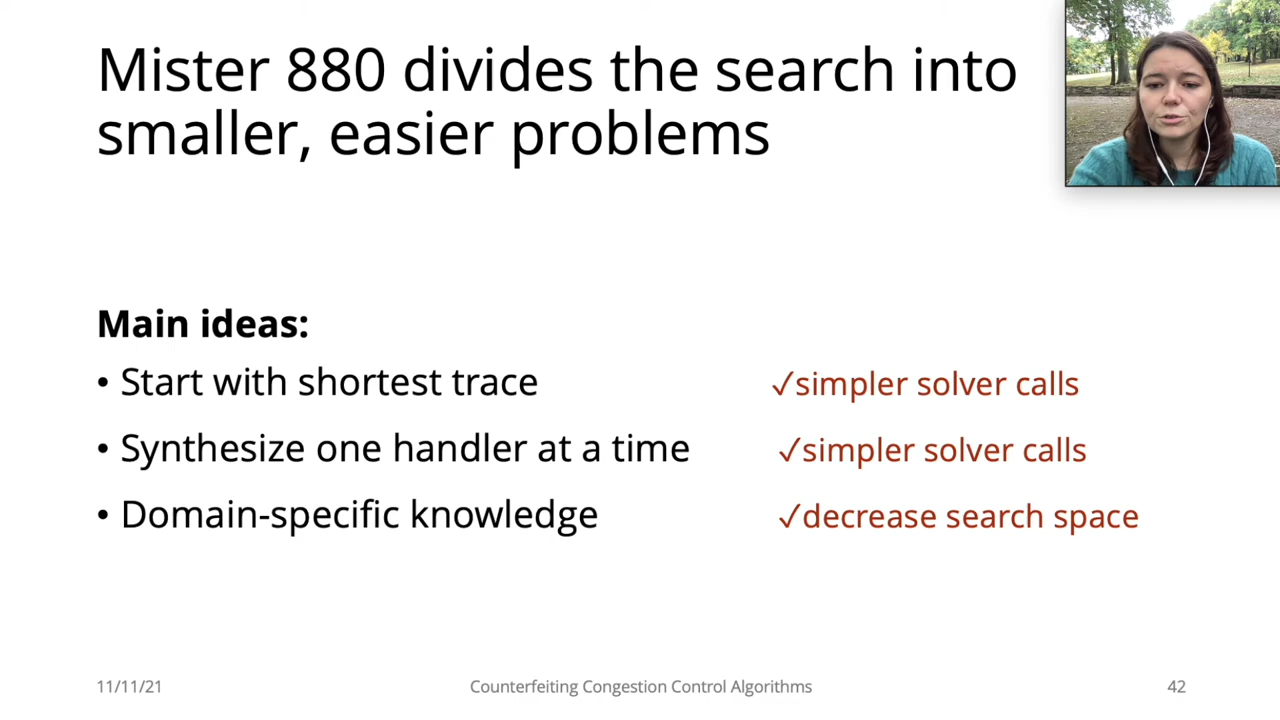 Mister 880 divides the search into
smaller, easier problems
Main ideas:
• Start with shortest trace ✓simpler solver calls
• Synthesize one handler at a time ✓simpler solver calls
• Domain-specific knowledge ✓decrease search space
11/11/21 Counterfeiting Congestion Control Algorithms 42